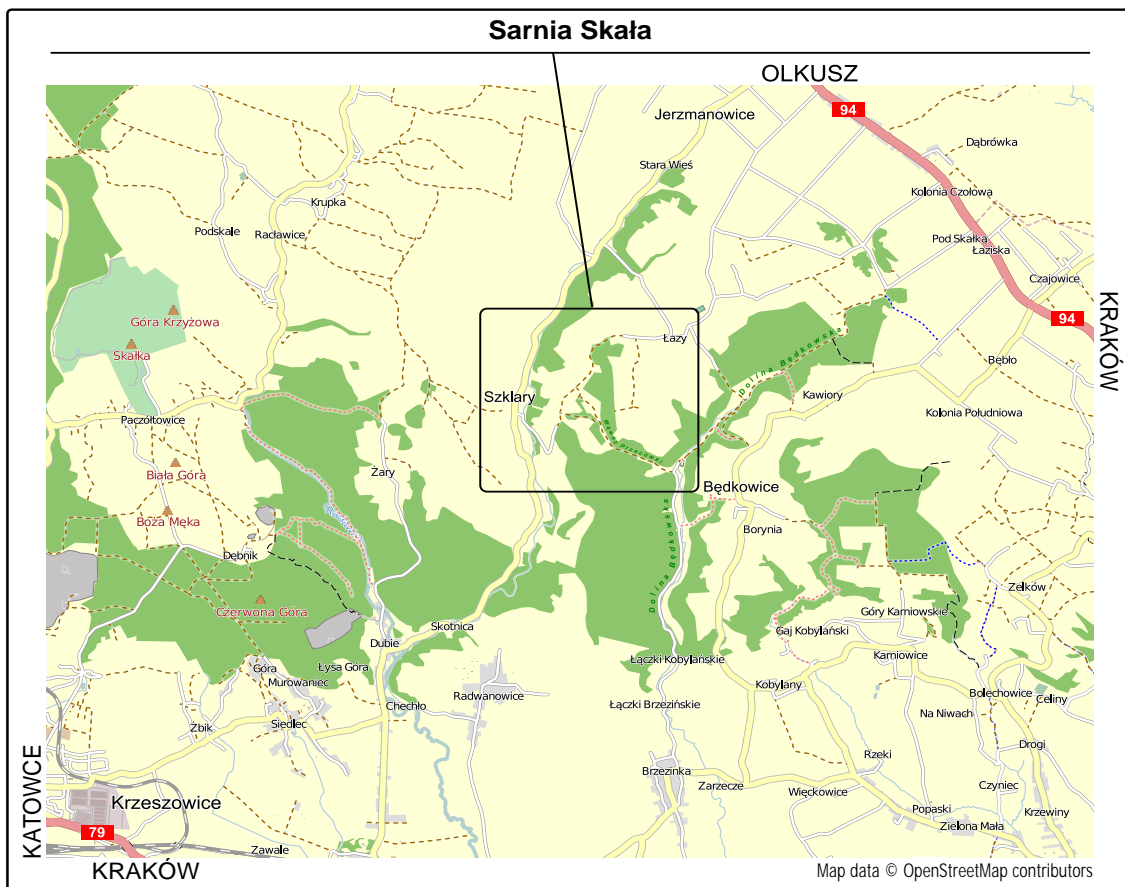 Sarnia Skała
OLKUSZ
Jerzmanowice
94
Dąbrówka
Stara Wieś
Kolonia Czołowa
Krupka
Podskale
Racławice
Pod Skałką
Łaziska
Czajowice
KRAKÓW
94
Góra Krzyżowa
Skałka
Łazy
Dolina Będkowska
Bębło
Szklary
Kawiory
Paczółtowice
Kolonia Południowa
Żary
Biała Góra
Będkowice
Boża Męka
Borynia
Dolina Będkowska
Dębnik
Zelków
Czerwona Góra
Góry Karniowskie
Skotnica
Gaj Kobylański
Dubie
Łysa Góra
Góra
Murowaniec
Łączki Kobylańskie
Karniowice
Radwanowice
Kobylany
Bolechowice
Celiny
Chechło
Łączki Brzezińskie
Na Niwach
Żbik
Siedlec
Drogi
Rzeki
KATOWCE
Brzezinka
Zarzecze
Więckowice
Czyniec
Krzeszowice
Popaski
Krzewiny
79
Zielona Mała
Zawale
KRAKÓW
Map data © OpenStreetMap contributors